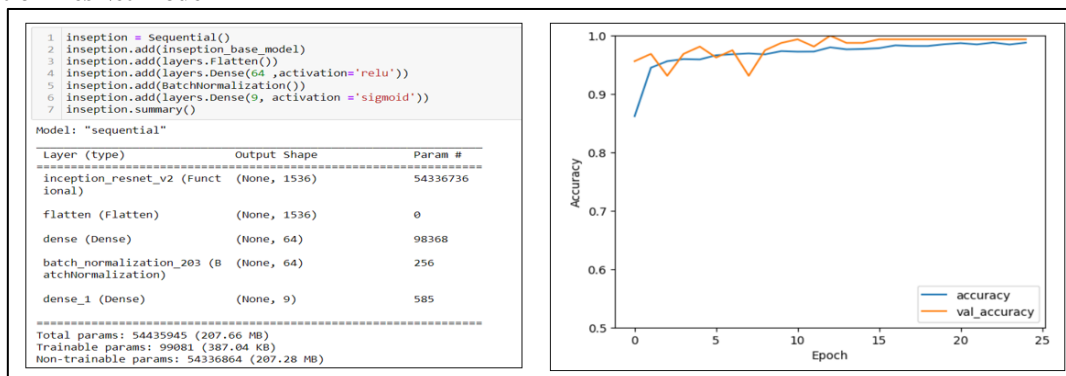 1 inseption = Sequential()
2 inseption.add(inseption_base_model)
3 inseption.add(layers.Flatten())
4 inseption.add(layers.Dense(64 ,activation='relu'))
5 inseption.add(BatchNormalization())
6 inseption.add(layers.Dense(9, activation ='sigmoid'))
7 inseption.summary()
Model: "sequential"
Layer (type) Output Shape Param #
inception_resnet_v2 (Funct (None, 1536) 54336736
ional)
flatten (Flatten) (None, 1536) 0
dense (Dense) (None, 64) 98368
batch_normalization_203 (B (None, 64) 256
atchNormalization)
dense_1 (Dense) (None, 9) 585
Total params: 54435945 (207.66 MB)
Trainable params: 99081 (387.04 KB)
Non-trainable params: 54336864 (207.28 MB)
1.0
0.9
0.8
0.7
0.6
0.5
Accuracy
accuracy
val_accuracy
0 5 10 15 20 25
Epoch